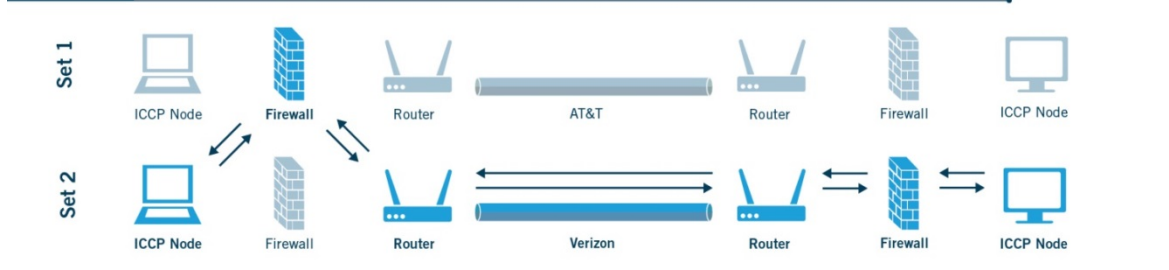 Set 1
ICCP Node Firewall Router AT&T Router Firewall ICCP Node
Set 2
ICCP Node Firewall Router Verizon Router Firewall ICCP Node